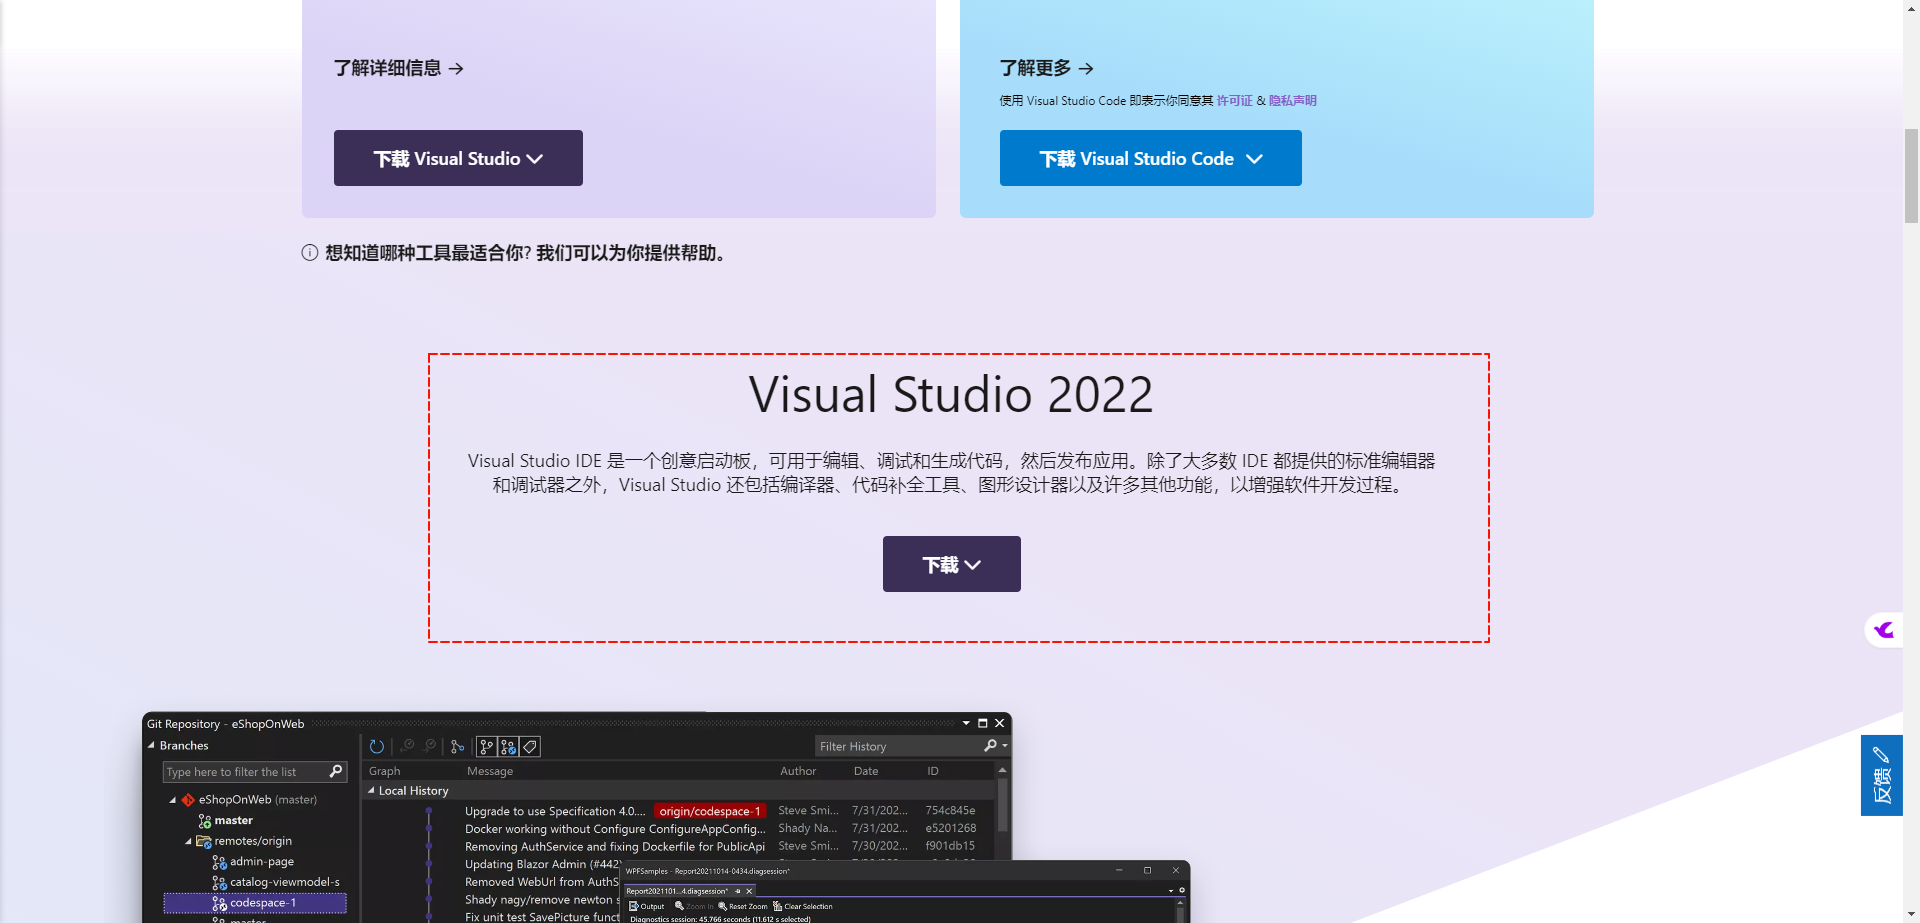 了解详细信息 →
下载 Visual Studio
了解更多 →
使用 Visual Studio Code 即表示你同意其 许可证 & 隐私声明
下载 Visual Studio Code
想知道哪种工具最适合你? 我们可以为你提供帮助。
Visual Studio 2022
Visual Studio IDE 是一个创意启动板，可用于编辑、调试和生成代码，然后发布应用。除了大多数 IDE 都提供的标准编辑器
和调试器之外，Visual Studio 还包括编译器、代码补全工具、图形设计器以及许多其他功能，以增强软件开发过程。
下载
反馈
Git Repository - eShopOnWeb
Branches
Type here to filter the list
eShopOnWeb (master)
master
remotes/origin
admin-page
catalog-viewmodel-s
codespace-1
master
Filter History
Graph Message Author Date ID
Local History
Upgrade to use Specification 4.0.... origin/codespace-1 Steve Smi... 7/31/202... 754c845e
Docker working without Configure ConfigureAppConfig... Shady Na... 7/31/202... e5201268
Removing AuthService and fixing Dockerfile for PublicApi Steve Smi... 7/30/202... f901db15
Updating Blazor Admin (#442)
Removed WebUrl from AuthS
Shady nagy/remove newton s
Fix unit test SavePicture funct
WPFSamples - Report20211014-0434.diagsession*
Report2021101...4.diagsession*
Output Zoom In Reset Zoom Clear Selection
Diagnostics session: 45.766 seconds (11.612 s selected)